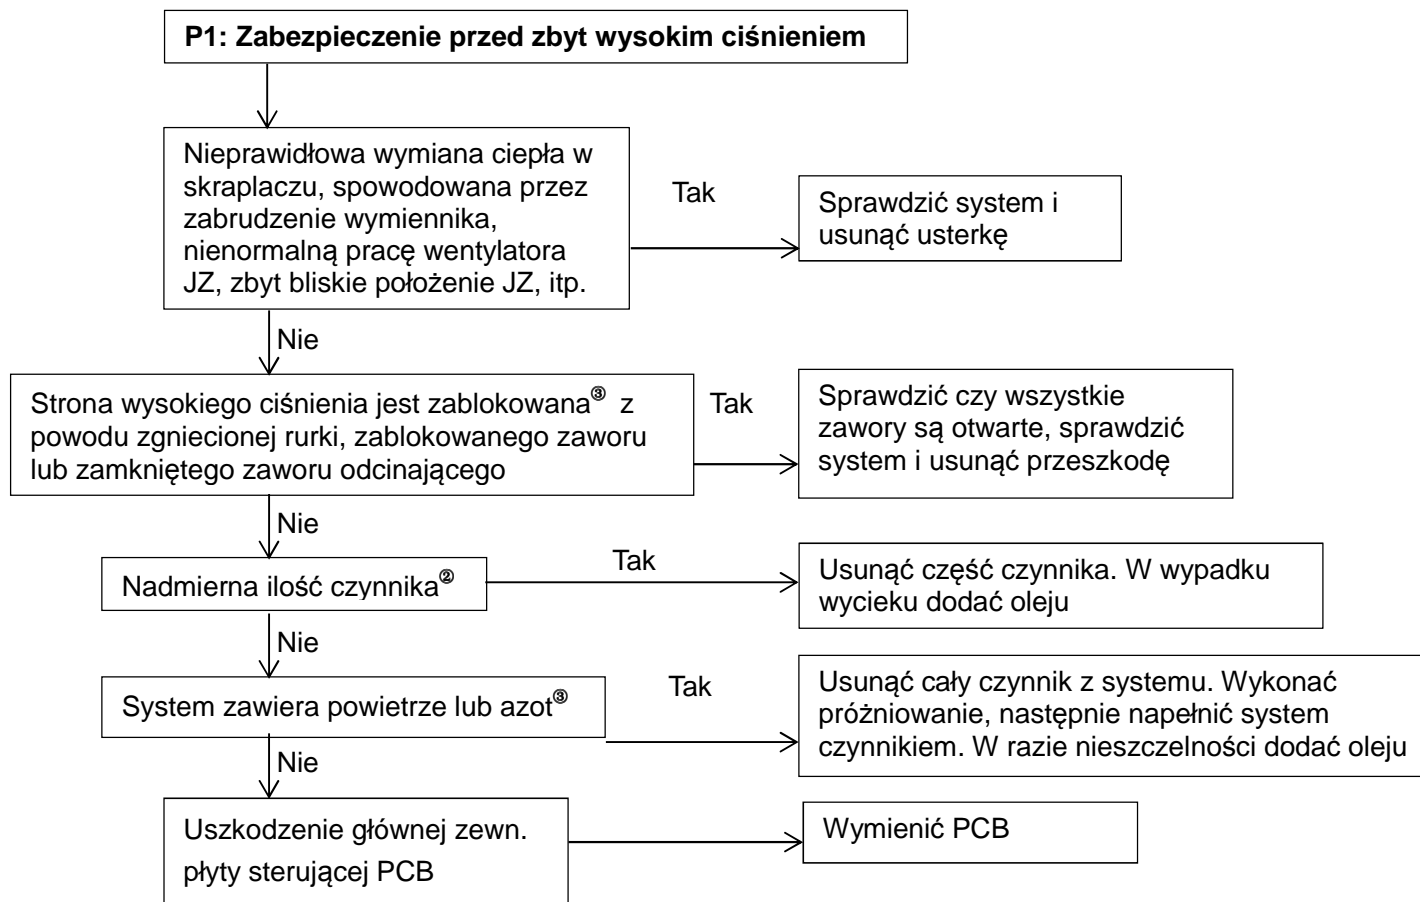 P1: Zabezpieczenie przed zbyt wysokim ciśnieniem
Nieprawidłowa wymiana ciepła w
skraplaczu, spowodowana przez
zabrudzenie wymiennika,
nienormalną pracę wentylatora
JZ, zbyt bliskie położenie JZ, itp.
Tak
Sprawdzić system i
usunąć usterkę
Nie
Strona wysokiego ciśnienia jest zablokowana③ z
powodu zgniecionej rurki, zablokowanego zaworu
lub zamkniętego zaworu odcinającego
Tak
Sprawdzić czy wszystkie
zawory są otwarte, sprawdzić
system i usunąć przeszkodę
Nie
Nadmierna ilość czynnika②
Tak
Usunąć część czynnika. W wypadku
wycieku dodać oleju
Nie
System zawiera powietrze lub azot③
Tak
Usunąć cały czynnik z systemu. Wykonać
próżniowanie, następnie napełnić system
czynnikiem. W razie nieszczelności dodać oleju
Nie
Uszkodzenie głównej zewn.
płyty sterującej PCB
Wymienić PCB